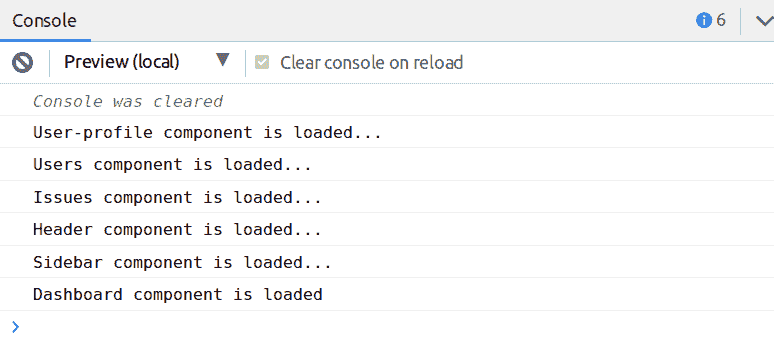 Console 6
Preview (local) Clear console on reload
Console was cleared
User-profile component is loaded...
Users component is loaded...
Issues component is loaded...
Header component is loaded...
Sidebar component is loaded...
Dashboard component is loaded